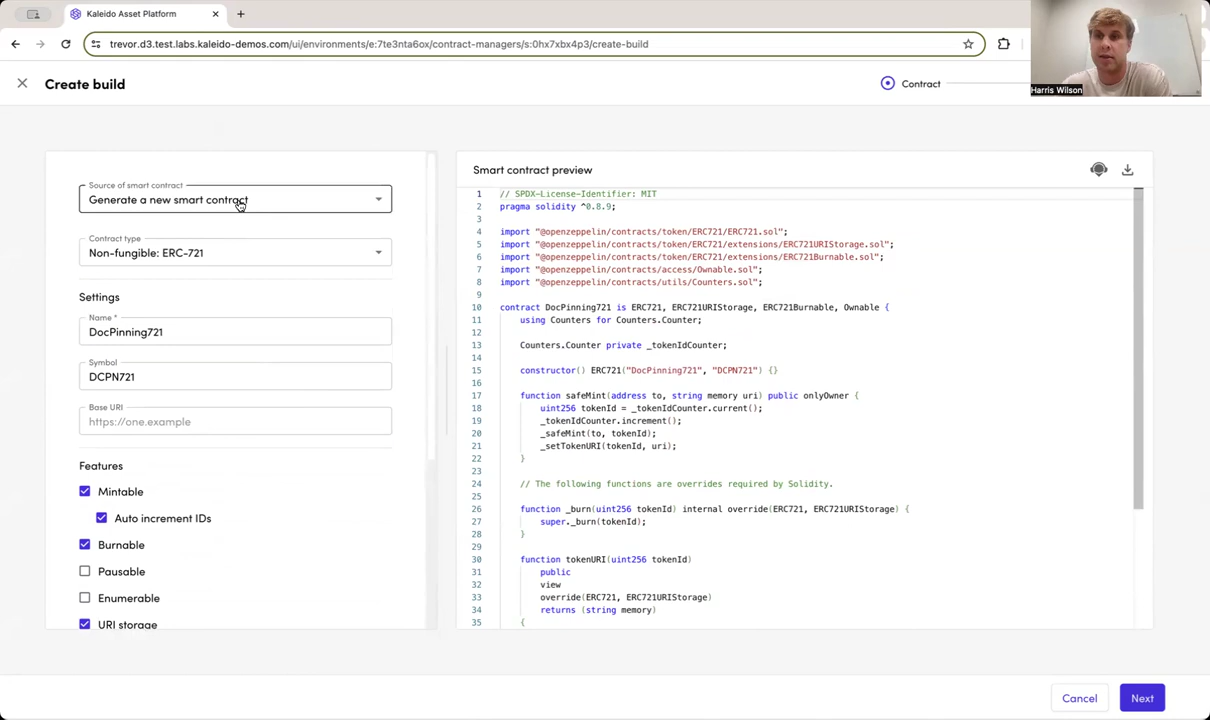 Kaleido Asset Platform
trevor.d3.test.labs.kaleido-demos.com/ui/environments/e:7te3nta6ox/contract-managers/s:0hx7xbx4p3/create-build
Harris Wilson
Create build
Contract
Source of smart contract
Generate a new smart contract
Contract type
Non-fungible: ERC-721
Settings
Name *
DocPinning721
Symbol
DCPN721
Base URI
https://one.example
Features
Mintable
Auto increment IDs
Burnable
Pausable
Enumerable
URI storage
Smart contract preview
1 // SPDX-License-Identifier: MIT
2 pragma solidity ^0.8.9;
3
4 import "@openzeppelin/contracts/token/ERC721/ERC721.sol";
5 import "@openzeppelin/contracts/token/ERC721/extensions/ERC721URIStorage.sol";
6 import "@openzeppelin/contracts/token/ERC721/extensions/ERC721Burnable.sol";
7 import "@openzeppelin/contracts/access/Ownable.sol";
8 import "@openzeppelin/contracts/utils/Counters.sol";
9
10 contract DocPinning721 is ERC721, ERC721URIStorage, ERC721Burnable, Ownable {
11 using Counters for Counters.Counter;
12
13 Counters.Counter private _tokenIdCounter;
14
15 constructor() ERC721("DocPinning721", "DCPN721") {}
16
17 function safeMint(address to, string memory uri) public onlyOwner {
18 uint256 tokenId = _tokenIdCounter.current();
19 _tokenIdCounter.increment();
20 _safeMint(to, tokenId);
21 _setTokenURI(tokenId, uri);
22 }
23
24 // The following functions are overrides required by Solidity.
25
26 function _burn(uint256 tokenId) internal override(ERC721, ERC721URIStorage) {
27 super._burn(tokenId);
28 }
29
30 function tokenURI(uint256 tokenId)
31 public
32 view
33 override(ERC721, ERC721URIStorage)
34 returns (string memory)
35 {
Cancel
Next